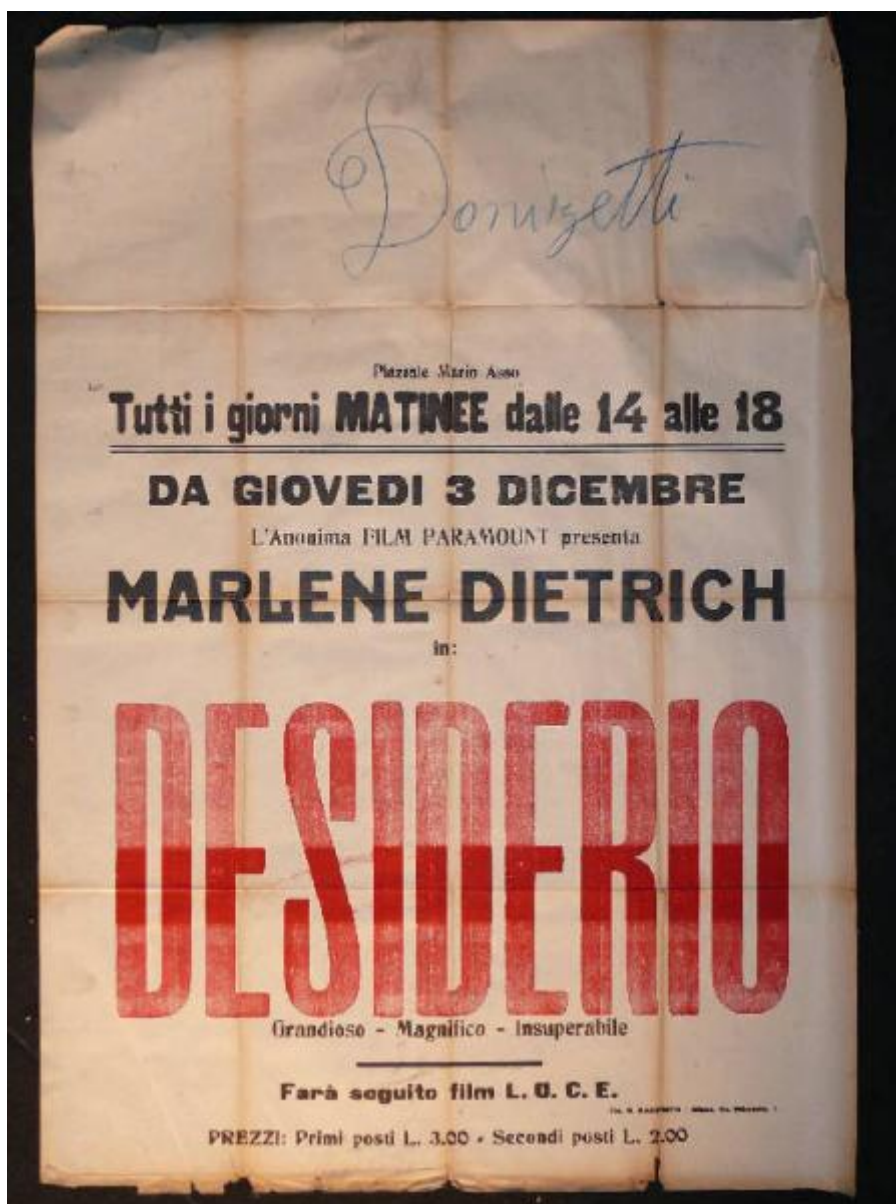 Donizetti
Piazzale Mario Asso
Tutti i giorni MATINEE dalle 14 alle 18
DA GIOVEDI 3 DICEMBRE
L'Anonima FILM PARAMOUNT presenta
MARLENE DIETRICH
in:
DESIDERIO
Grandioso - Magnifico - Insuperabile
Farà seguito film L. U. C. E.
PREZZI: Primi posti L. 3.00 - Secondi posti L. 2.00